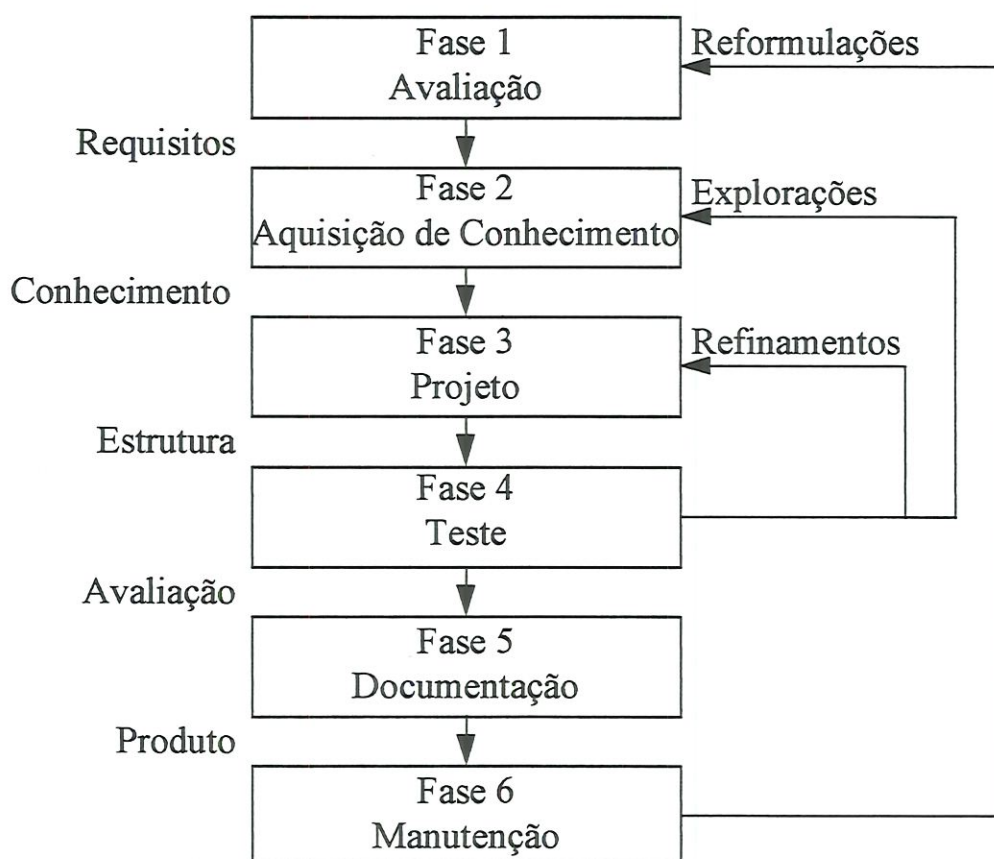 Fase 1
Avaliação
Reformulações
Requisitos
Fase 2
Aquisição de Conhecimento
Explorações
Conhecimento
Fase 3
Projeto
Refinamentos
Estrutura
Fase 4
Teste
Avaliação
Fase 5
Documentação
Produto
Fase 6
Manutenção